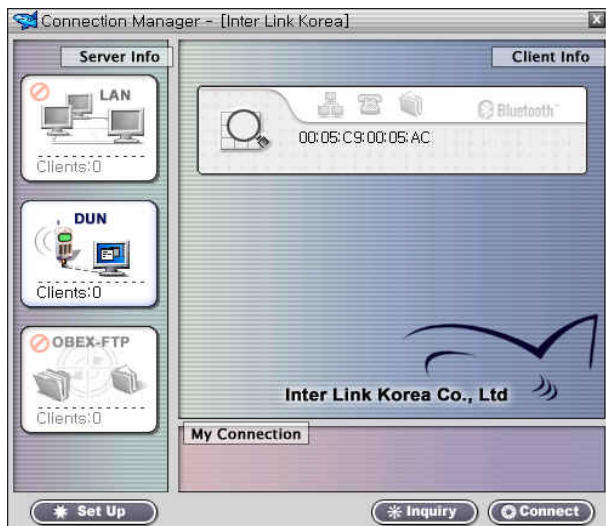 Connection Manager - [Inter Link Korea]
Server Info
LAN
Clients:0
DUN
Clients:0
OBEX-FTP
Clients:0
Client Info
Bluetooth™
00:05:C9:00:05:AC
Inter Link Korea Co., Ltd
My Connection
Set Up
Inquiry
Connect